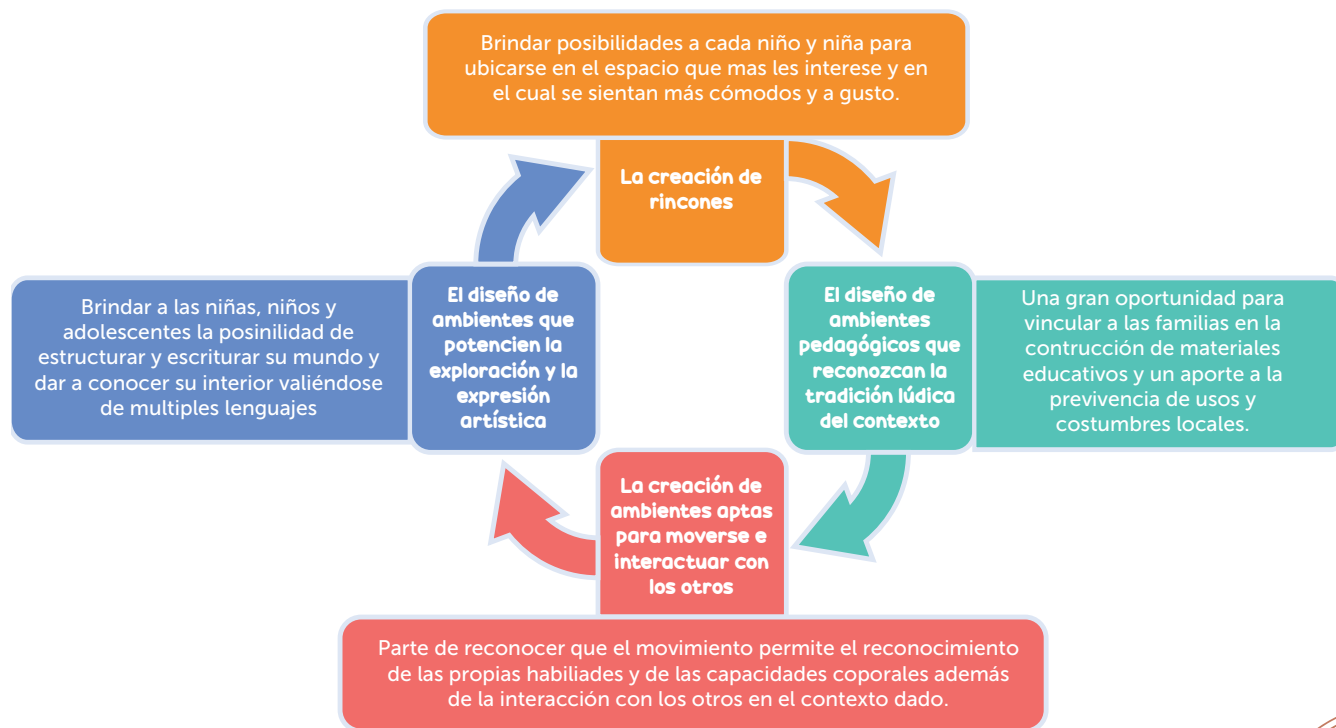 Brindar posibilidades a cada niño y niña para
ubicarse en el espacio que mas les interese y en
el cual se sientan más cómodos y a gusto.
La creación de
rincones
Brindar a las niñas, niños y
adolescentes la posinilidad de
estructurar y escriturar su mundo y
dar a conocer su interior valiéndose
de multiples lenguajes
El diseño de
ambientes que
potencien la
exploración y la
expresión
artística
El diseño de
ambientes
pedagógicos que
reconozcan la
tradición lúdica
del contexto
Una gran oportunidad para
vincular a las familias en la
contrucción de materiales
educativos y un aporte a la
previvencia de usos y
costumbres locales.
La creación de
ambientes aptas
para moverse e
interactuar con
los otros
Parte de reconocer que el movimiento permite el reconocimiento
de las propias habiliades y de las capacidades coporales además
de la interacción con los otros en el contexto dado.